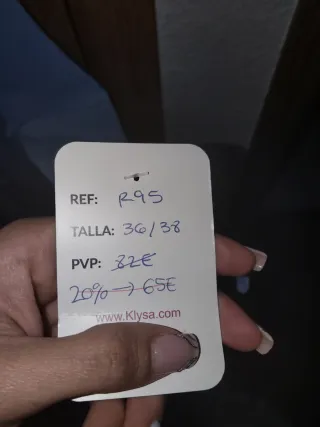 REF: R95
TALLA: 36/38
PVP: 82€
20% → 65€
www.Klysa.com